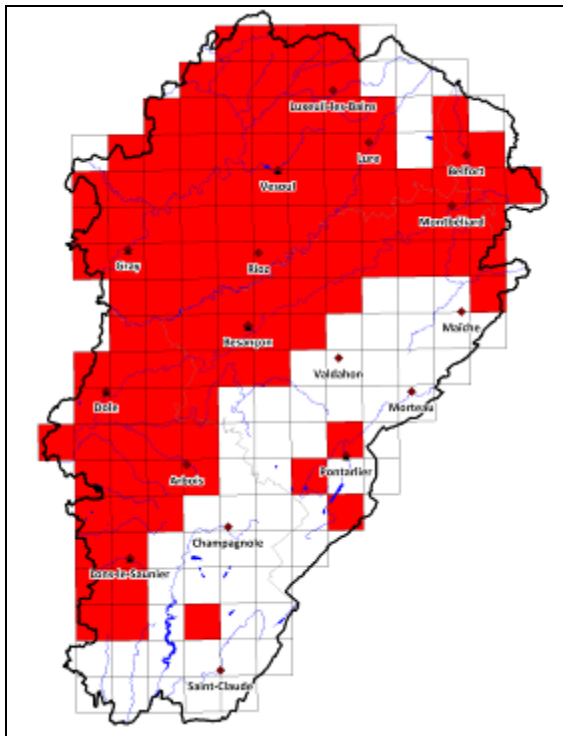 Luxeuil-les-Bains
Lure
Belfort
Vesoul
Montbéliard
Gray
Rioz
Maîche
Besançon
Valdahon
Dole
Morteau
Arbois
Pontarlier
Champagnole
Lons-le-Saunier
Saint-Claude